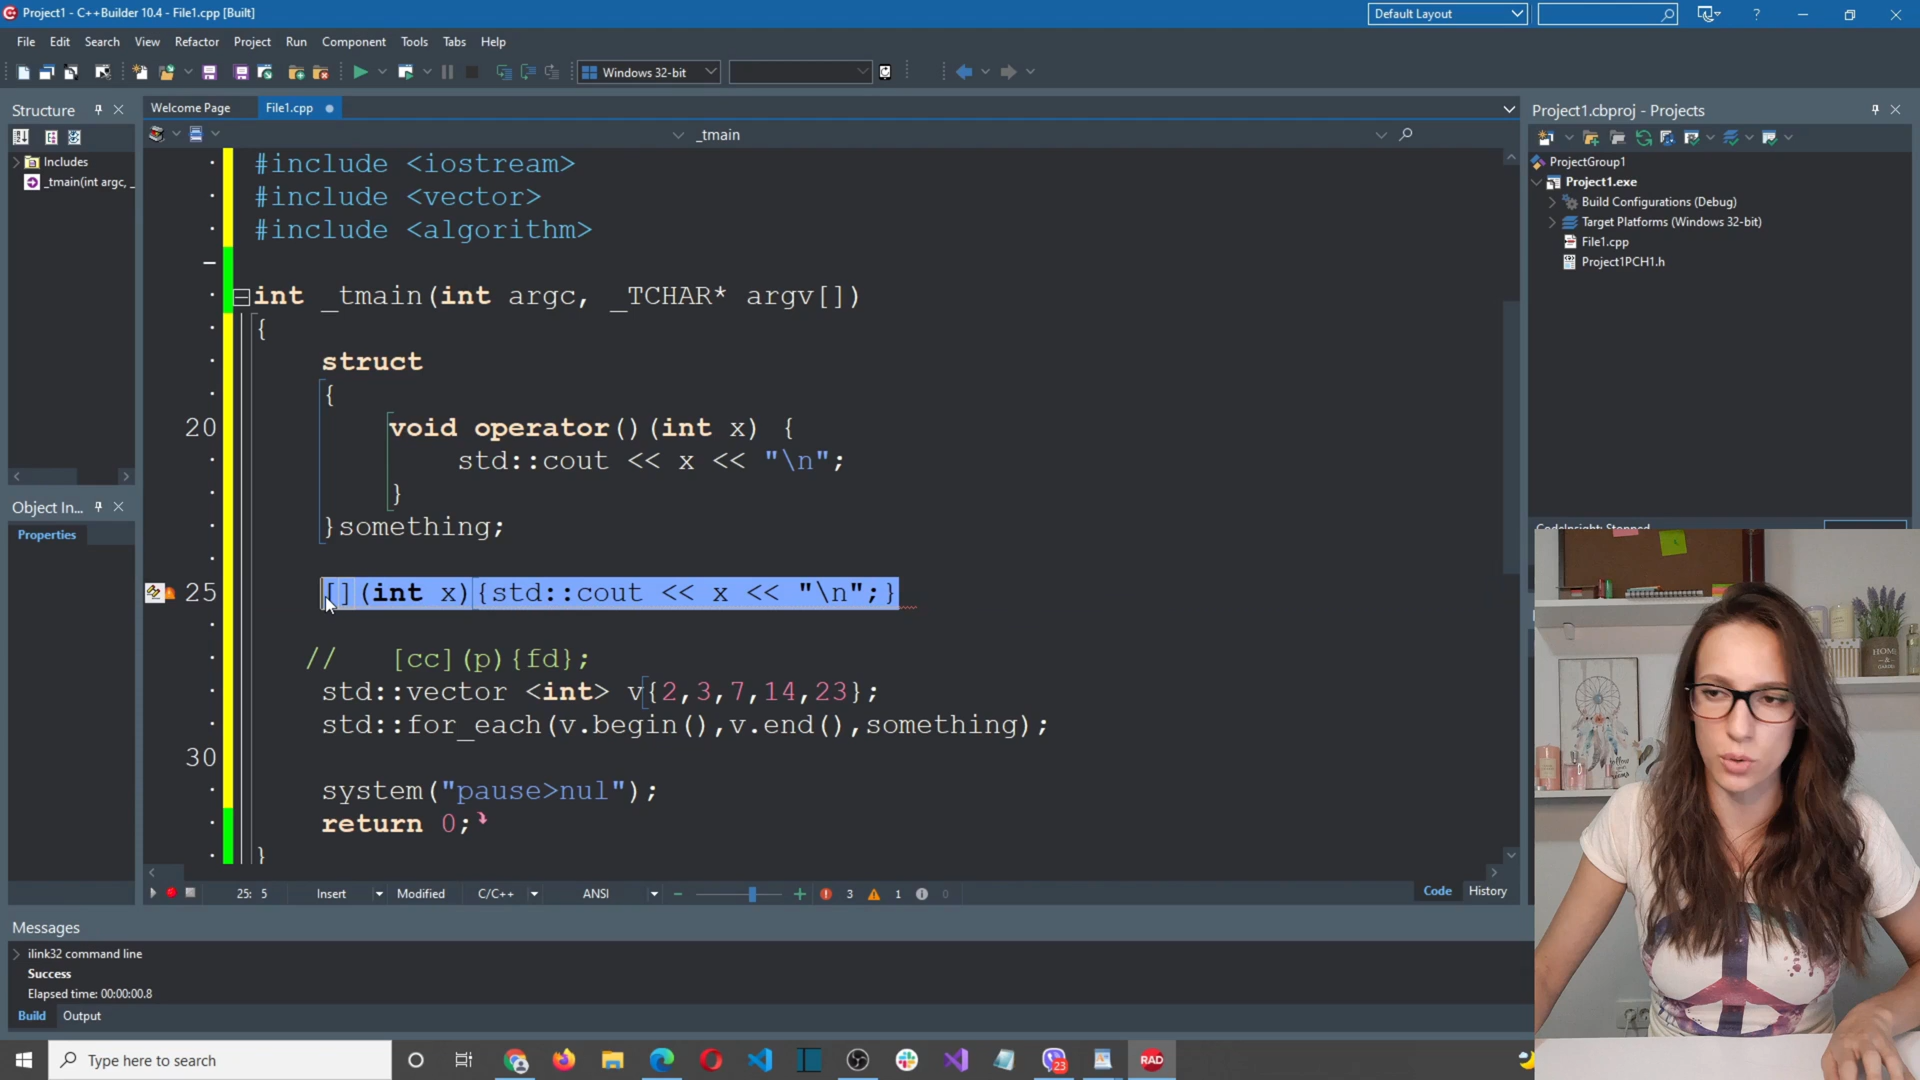 Project1 - C++Builder 10.4 - File1.cpp [Built]
Default Layout
File Edit Search View Refactor Project Run Component Tools Tabs Help
Windows 32-bit
Structure
Welcome Page
File1.cpp
Project1.cbproj - Projects
_tmain
Includes
_tmain(int argc, _
ProjectGroup1
Project1.exe
Build Configurations (Debug)
Target Platforms (Windows 32-bit)
File1.cpp
Project1PCH1.h
#include <iostream>
#include <vector>
#include <algorithm>
int _tmain(int argc, _TCHAR* argv[])
{
struct
{
20 void operator()(int x) {
std::cout << x << "\n";
}
}something;
25 [](int x){std::cout << x << "\n";}
// [cc](p){fd};
std::vector <int> v{2,3,7,14,23};
std::for_each(v.begin(),v.end(),something);
30
system("pause>nul");
return 0;
}
Object In...
Properties
CodeInsight: Stopped
25: 5 Insert Modified C/C++ ANSI 3 1 0
Code History
Messages
ilink32 command line
Success
Elapsed time: 00:00:00.8
Build Output
HOME
Type here to search
23
RAD